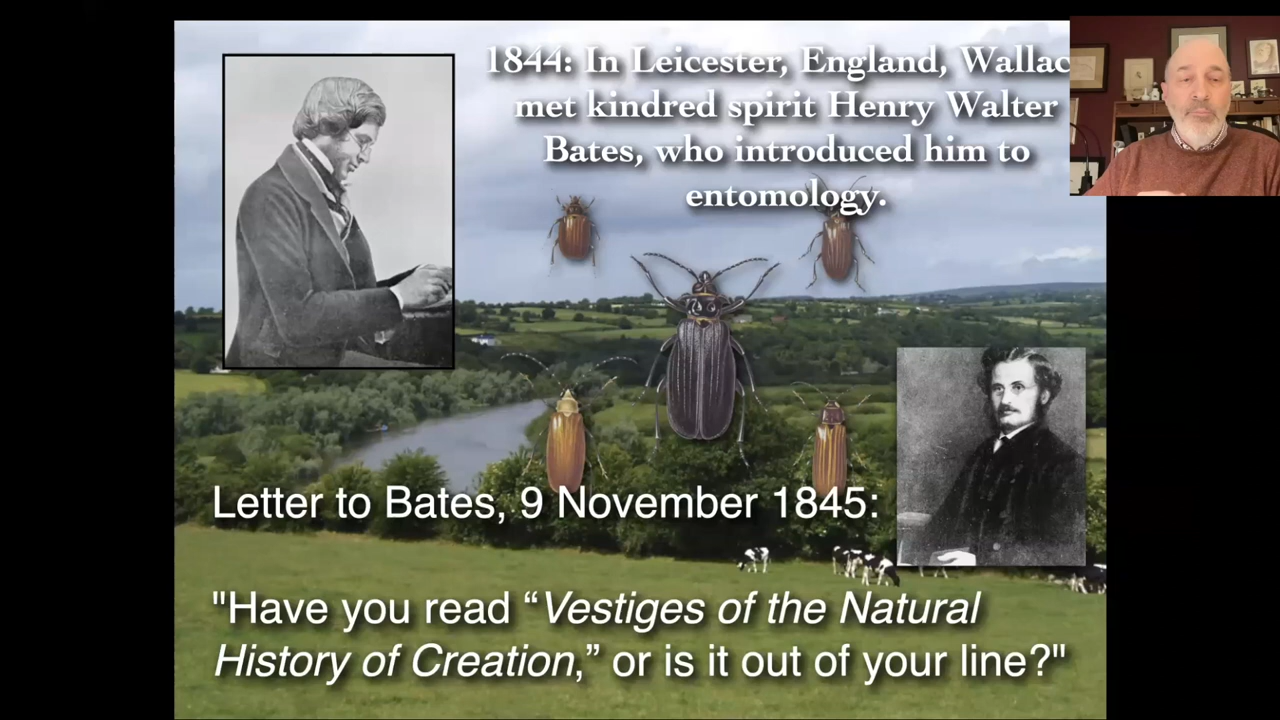 1844: In Leicester, England, Wallac
met kindred spirit Henry Walter
Bates, who introduced him to
entomology.
Letter to Bates, 9 November 1845:
"Have you read “Vestiges of the Natural
History of Creation,” or is it out of your line?"